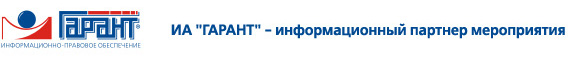 ГАРАНТ
ИНФОРМАЦИОННО-ПРАВОВОЕ ОБЕСПЕЧЕНИЕ
ИА "ГАРАНТ" - информационный партнер мероприятия